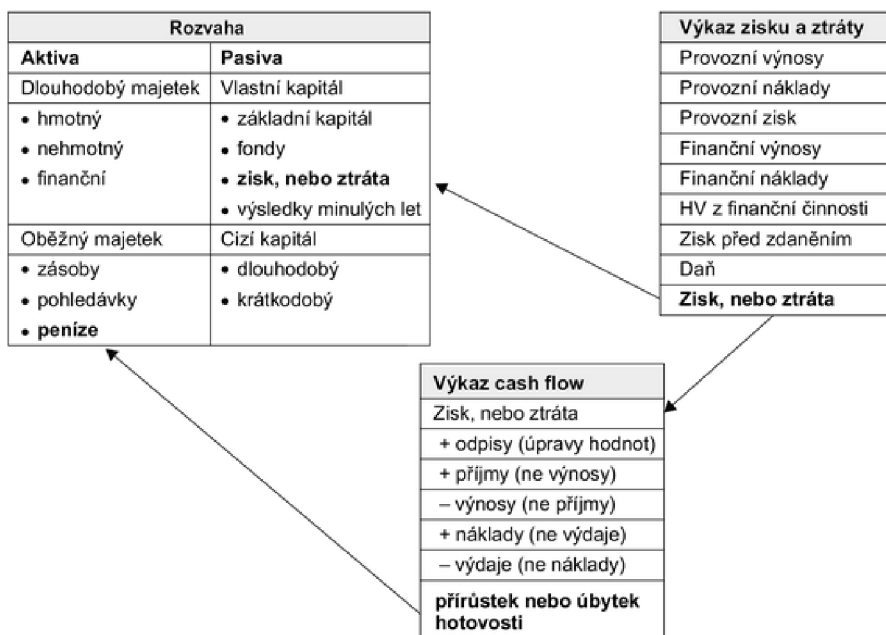 Rozvaha
Aktiva
Pasiva
Dlouhodobý majetek
Vlastní kapitál
• hmotný
• základní kapitál
• nehmotný
• fondy
• finanční
• zisk, nebo ztráta
• výsledky minulých let
Oběžný majetek
Cizí kapitál
• zásoby
• dlouhodobý
• pohledávky
• krátkodobý
• peníze
Výkaz zisku a ztráty
Provozní výnosy
Provozní náklady
Provozní zisk
Finanční výnosy
Finanční náklady
HV z finanční činnosti
Zisk před zdaněním
Daň
Zisk, nebo ztráta
Výkaz cash flow
Zisk, nebo ztráta
+ odpisy (úpravy hodnot)
+ příjmy (ne výnosy)
– výnosy (ne příjmy)
+ náklady (ne výdaje)
– výdaje (ne náklady)
přírůstek nebo úbytek
hotovosti